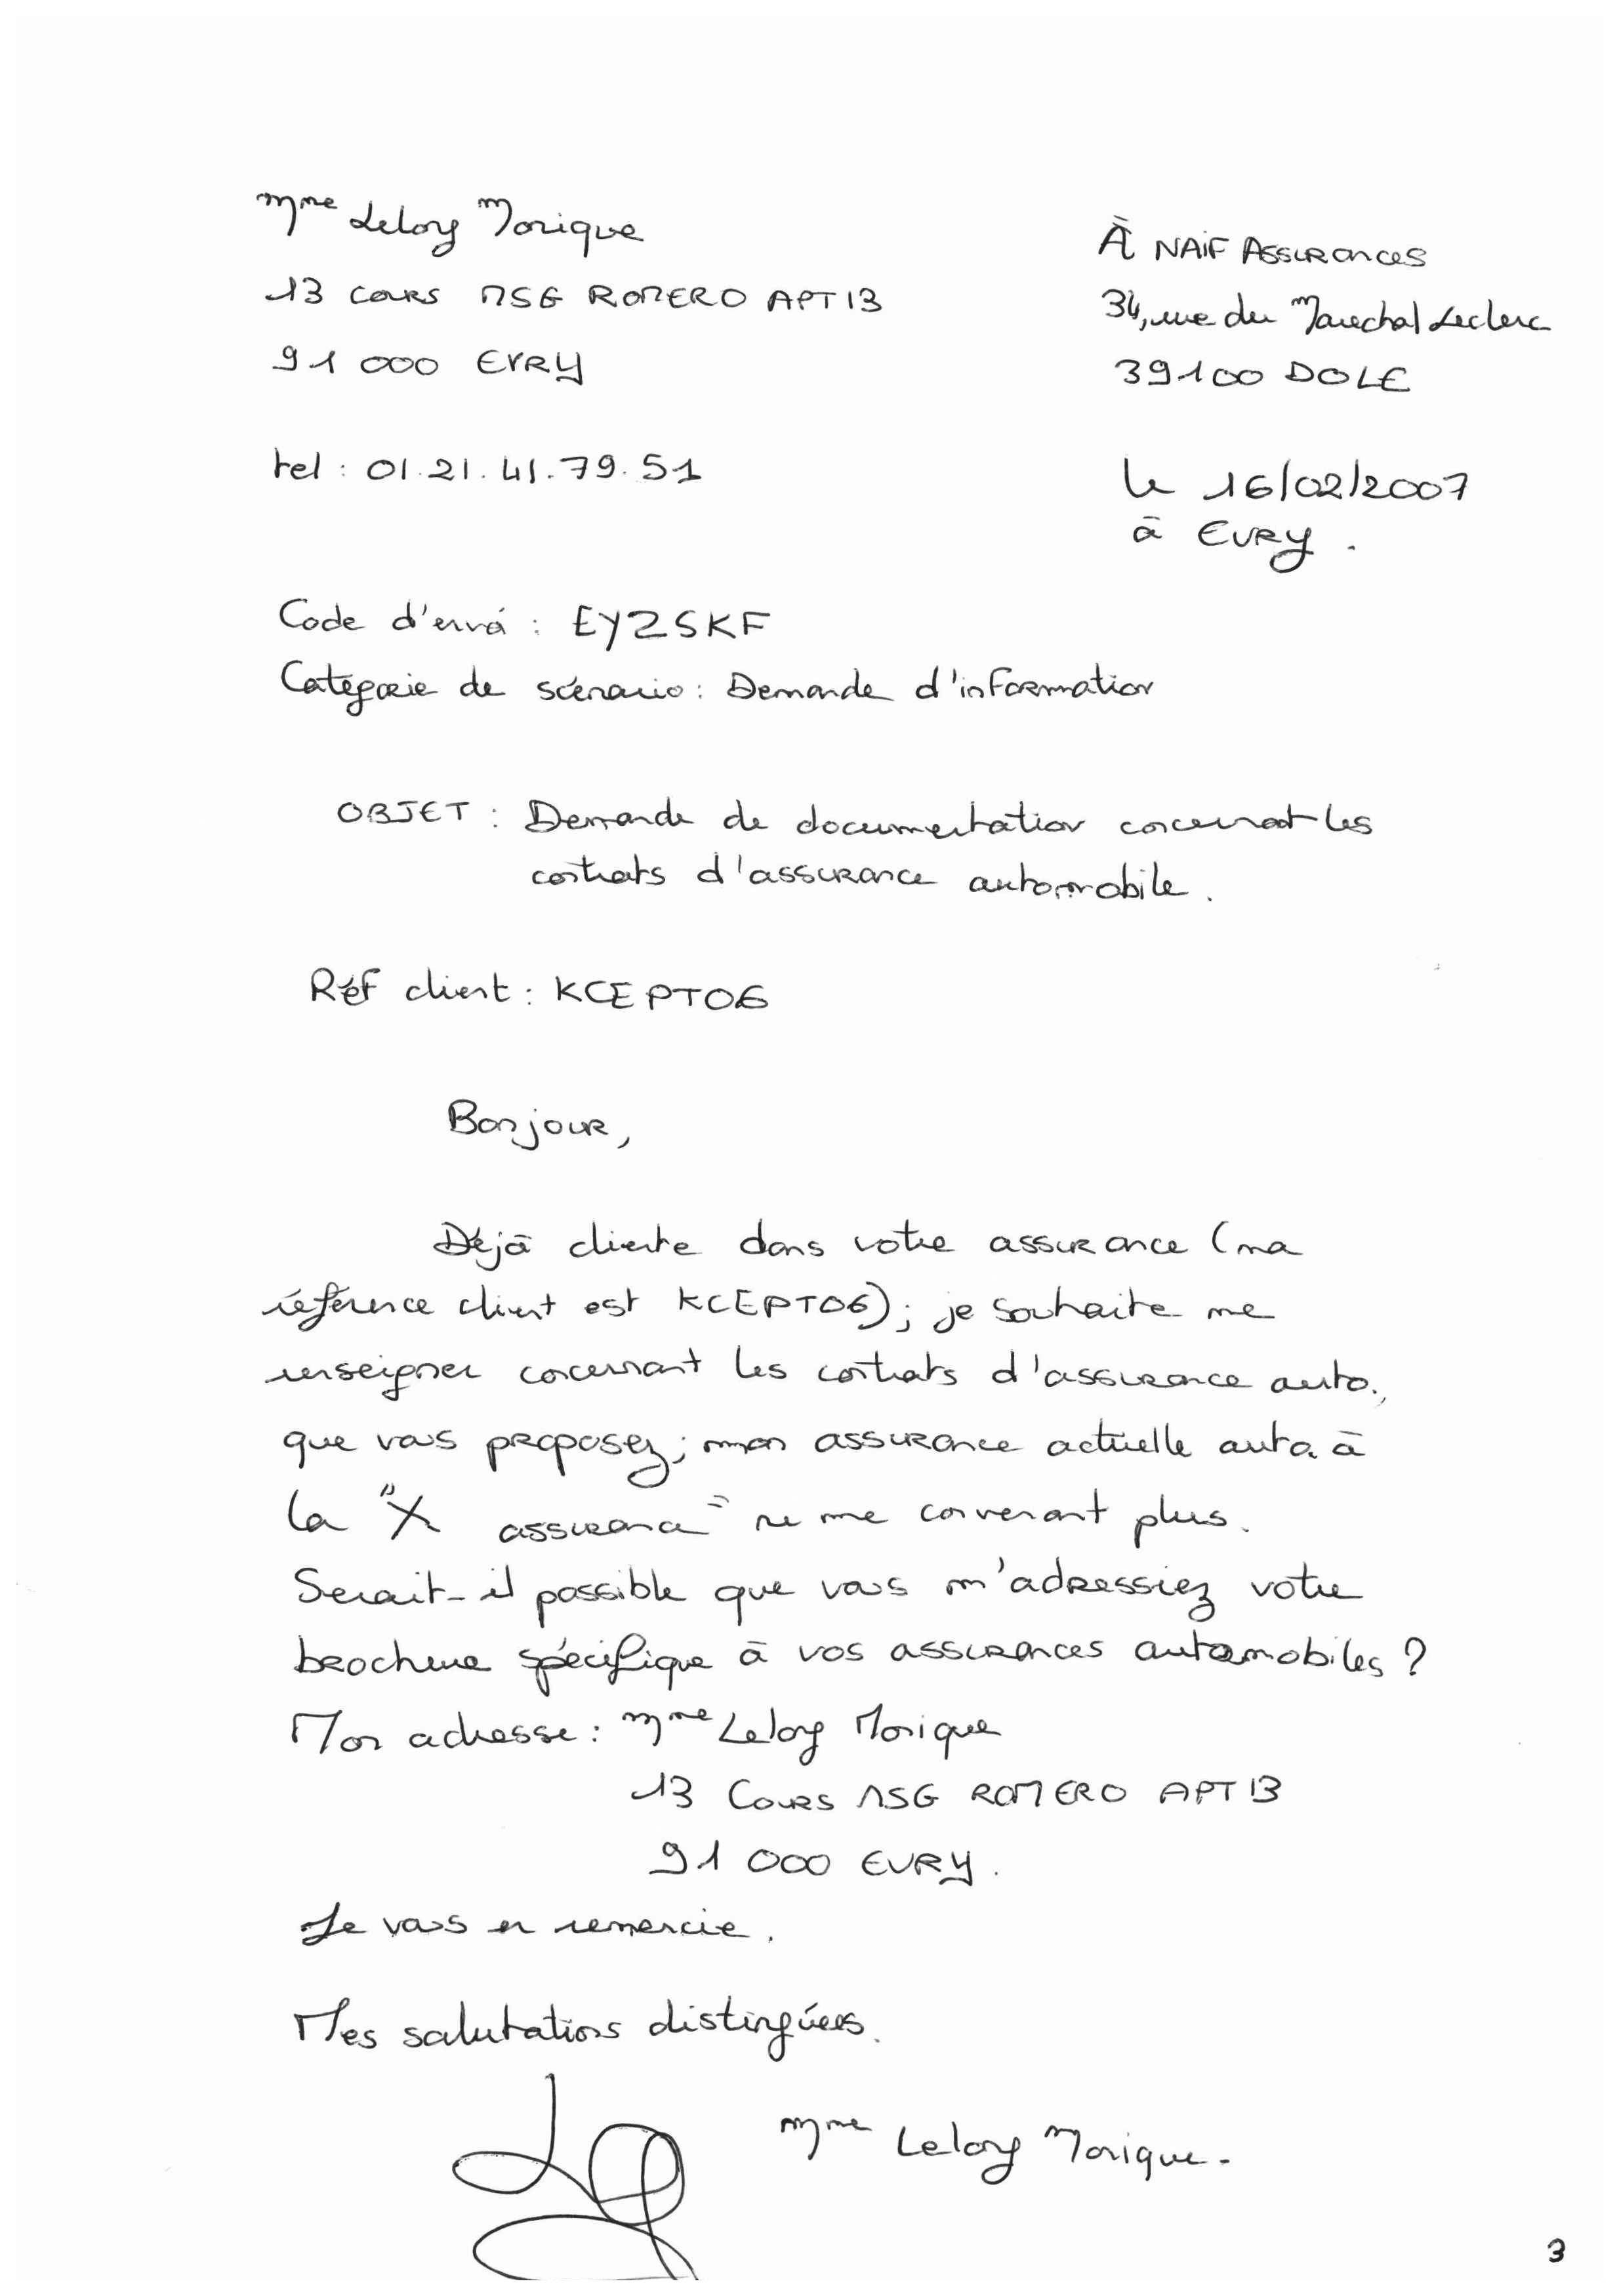 Mme Lelong Monique
13 cours MSG ROMERO APT 13
91 000 EVRY
tel : 01.21.41.79.51
À NAIF ASSURANCES
34, rue du Marechal Leclerc
39100 DOLE
le 16/02/2007
à EVRY.
Code d'envoi : EYZSKF
Catégorie de scénario : Demande d'information
OBJET : Demande de documentation concernant les
contrats d'assurance automobile.
Réf client : KCEPT06
Bonjour,
Déjà cliente dans votre assurance (ma
référence client est KCEPT06); je souhaite me
renseigner concernant les contrats d'assurance auto.,
que vous proposez; mon assurance actuelle auto. à
la "X assurance" ne me convenant plus.
Serait-il possible que vous m'adressiez votre
brochure spécifique à vos assurances automobiles ?
Mon adresse : Mme Lelong Monique
13 Cours MSG ROMERO APT 13
91 000 EVRY.
Je vous en remercie.
Mes salutations distinguées.
Mme Lelong Monique.
3